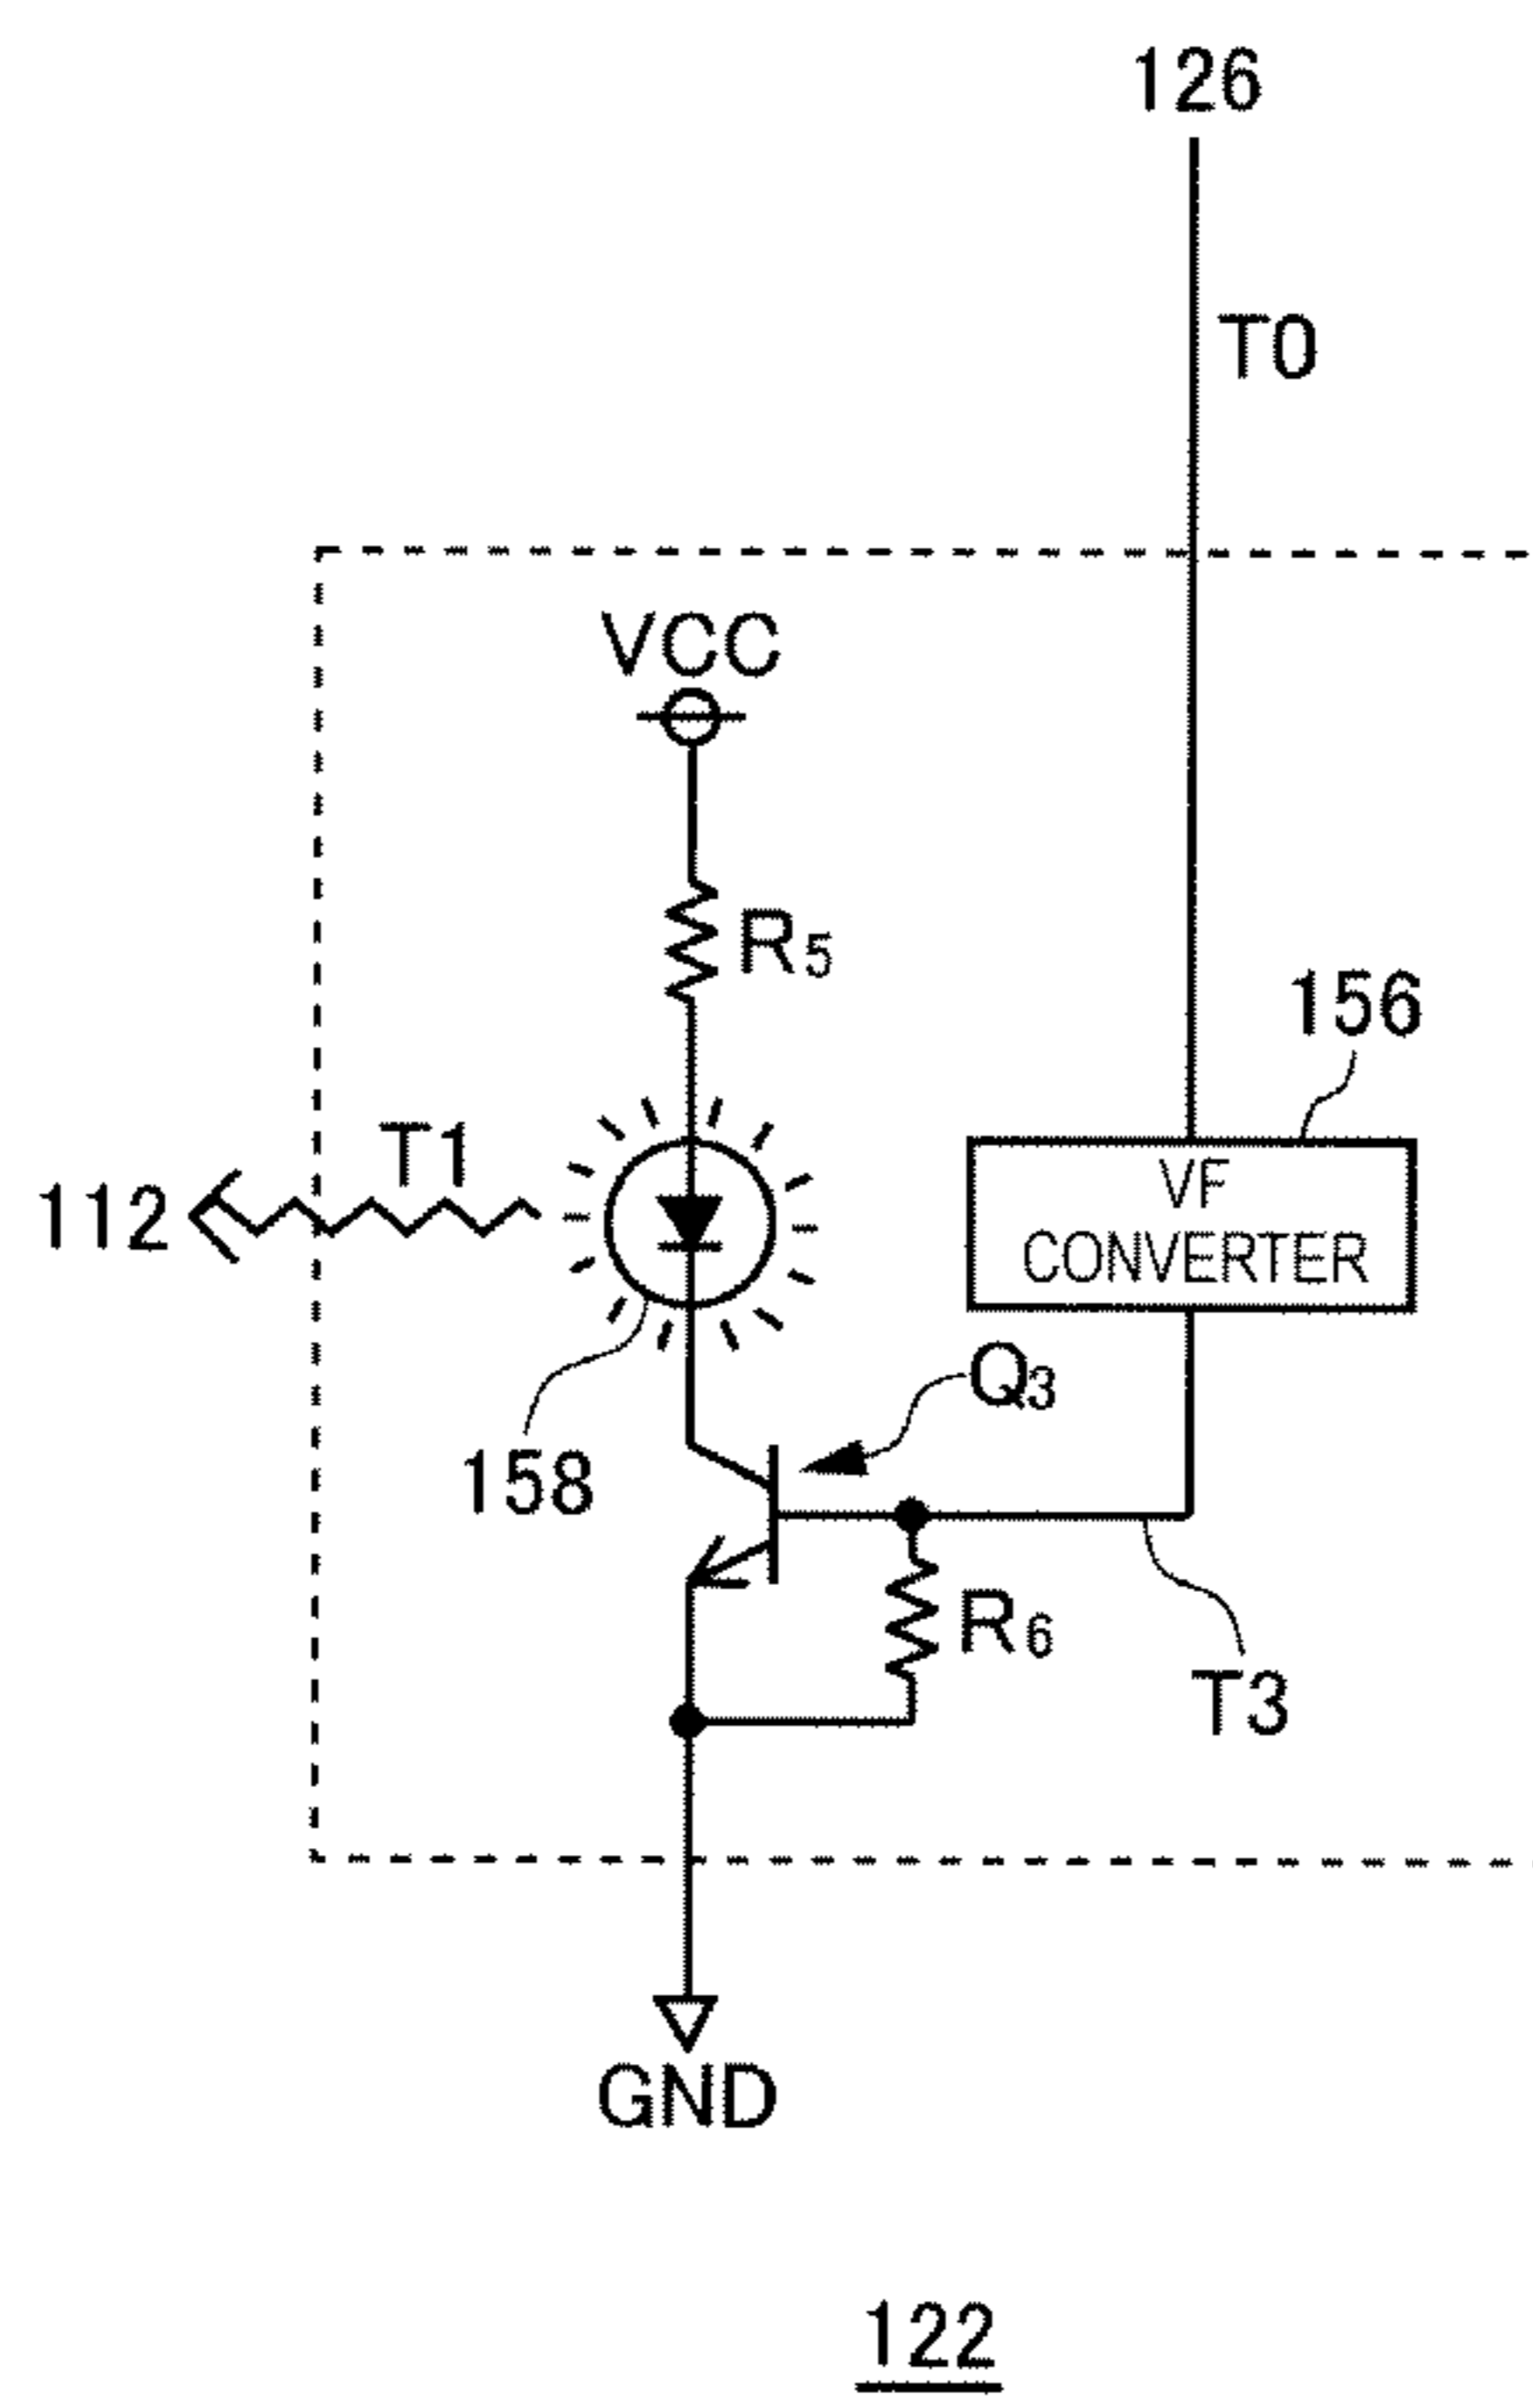 126
T0
VCC
R5
156
T1
112
VF
CONVERTER
Q3
158
R6
T3
GND
122